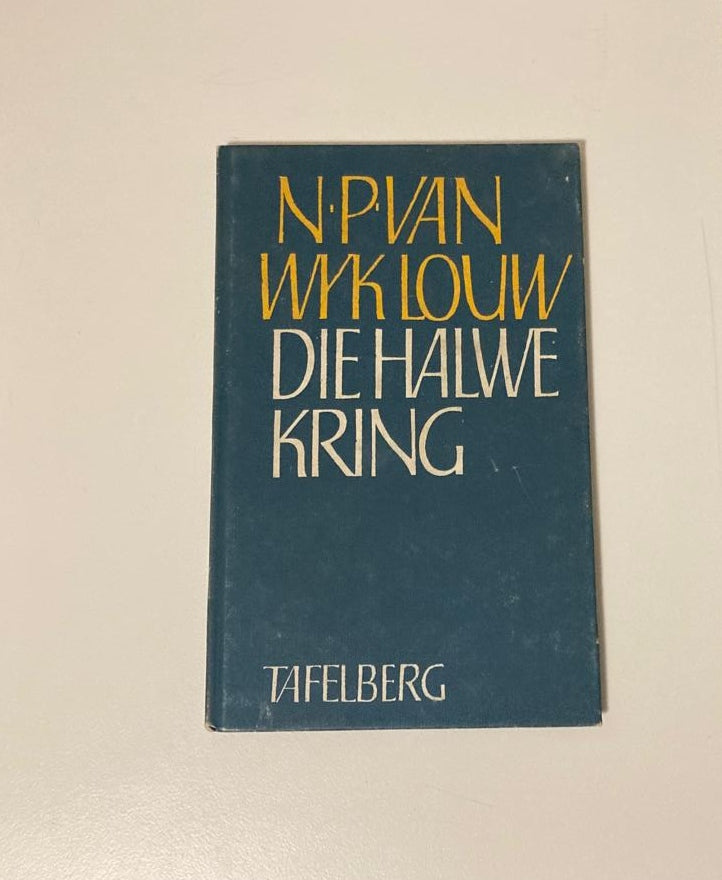 N·P·VAN
WYK LOUW
DIE HALWE
KRING
TAFELBERG